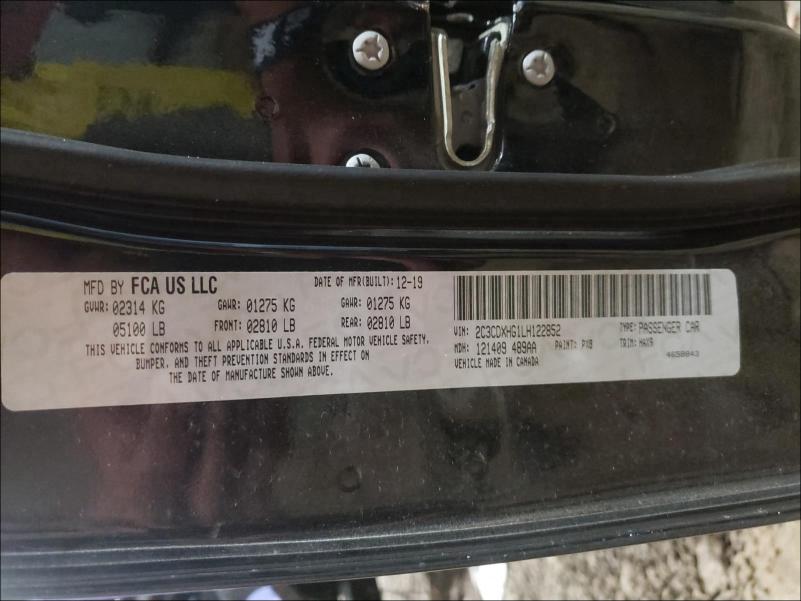 MFD BY FCA US LLC DATE OF MFR(BUILT): 12-19
GVWR: 02314 KG GAWR: 01275 KG GAWR: 01275 KG
05100 LB FRONT: 02810 LB REAR: 02810 LB
THIS VEHICLE CONFORMS TO ALL APPLICABLE U.S.A. FEDERAL MOTOR VEHICLE SAFETY,
BUMPER, AND THEFT PREVENTION STANDARDS IN EFFECT ON
THE DATE OF MANUFACTURE SHOWN ABOVE.
VIN: 2C3CDXHG1LH122852 TYPE: PASSENGER CAR
MDH: 121409 489AA PAINT: PX8 TRIM: HAX9
VEHICLE MADE IN CANADA 4658843